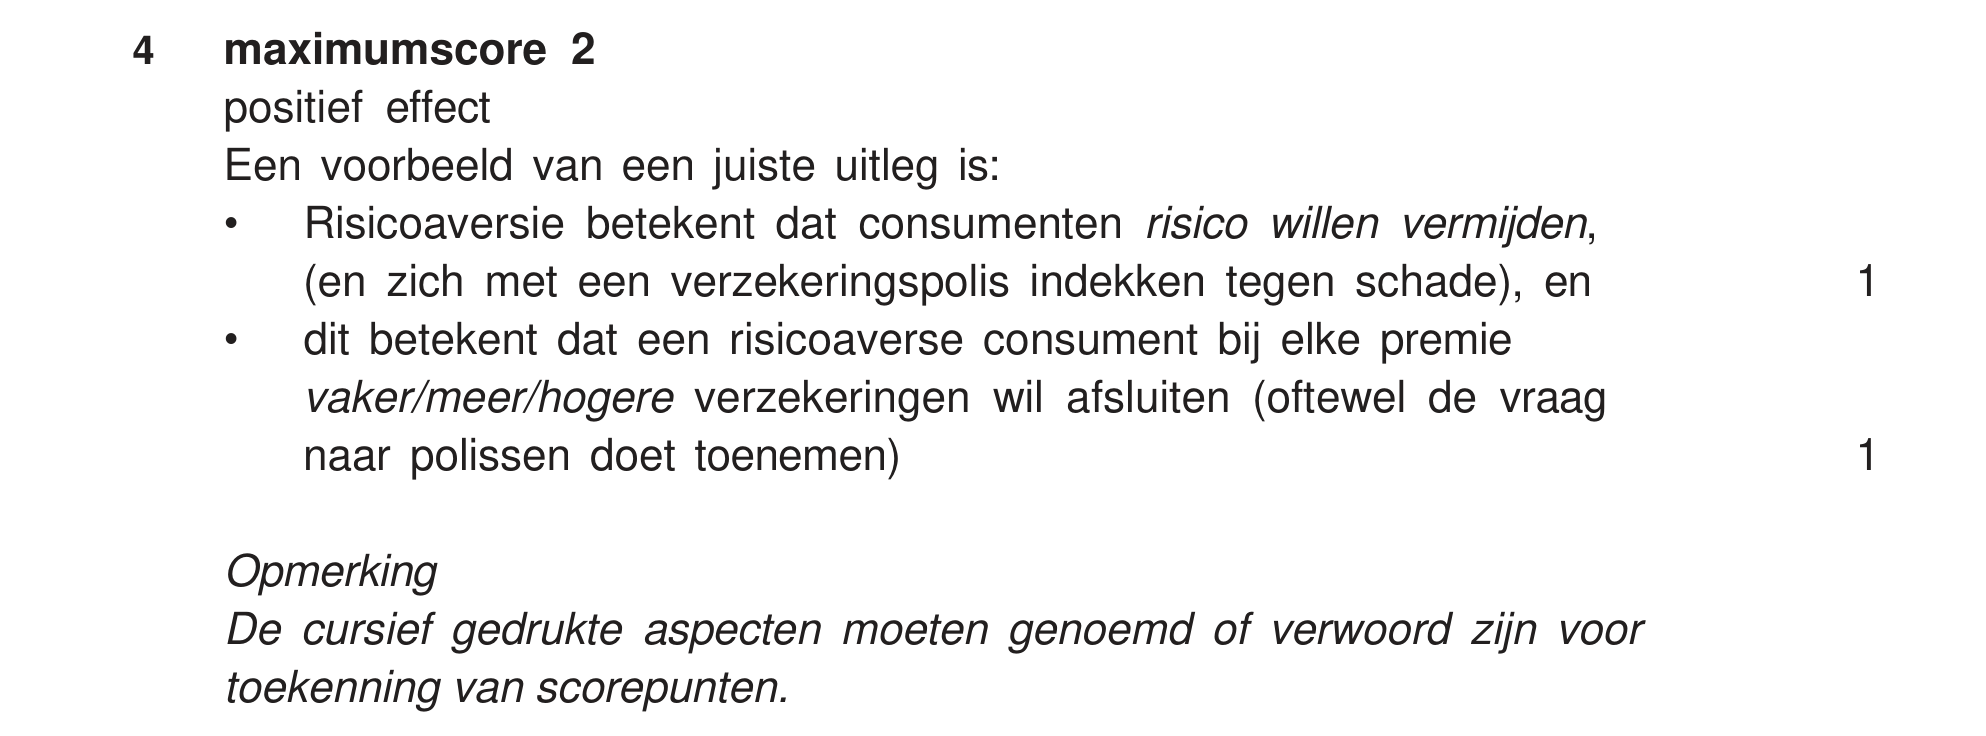 4 maximumscore 2
positief effect
Een voorbeeld van een juiste uitleg is:
• Risicoaversie betekent dat consumenten risico willen vermijden,
(en zich met een verzekeringspolis indekken tegen schade), en 1
• dit betekent dat een risicoaverse consument bij elke premie
vaker/meer/hogere verzekeringen wil afsluiten (oftewel de vraag
naar polissen doet toenemen) 1
Opmerking
De cursief gedrukte aspecten moeten genoemd of verwoord zijn voor
toekenning van scorepunten.